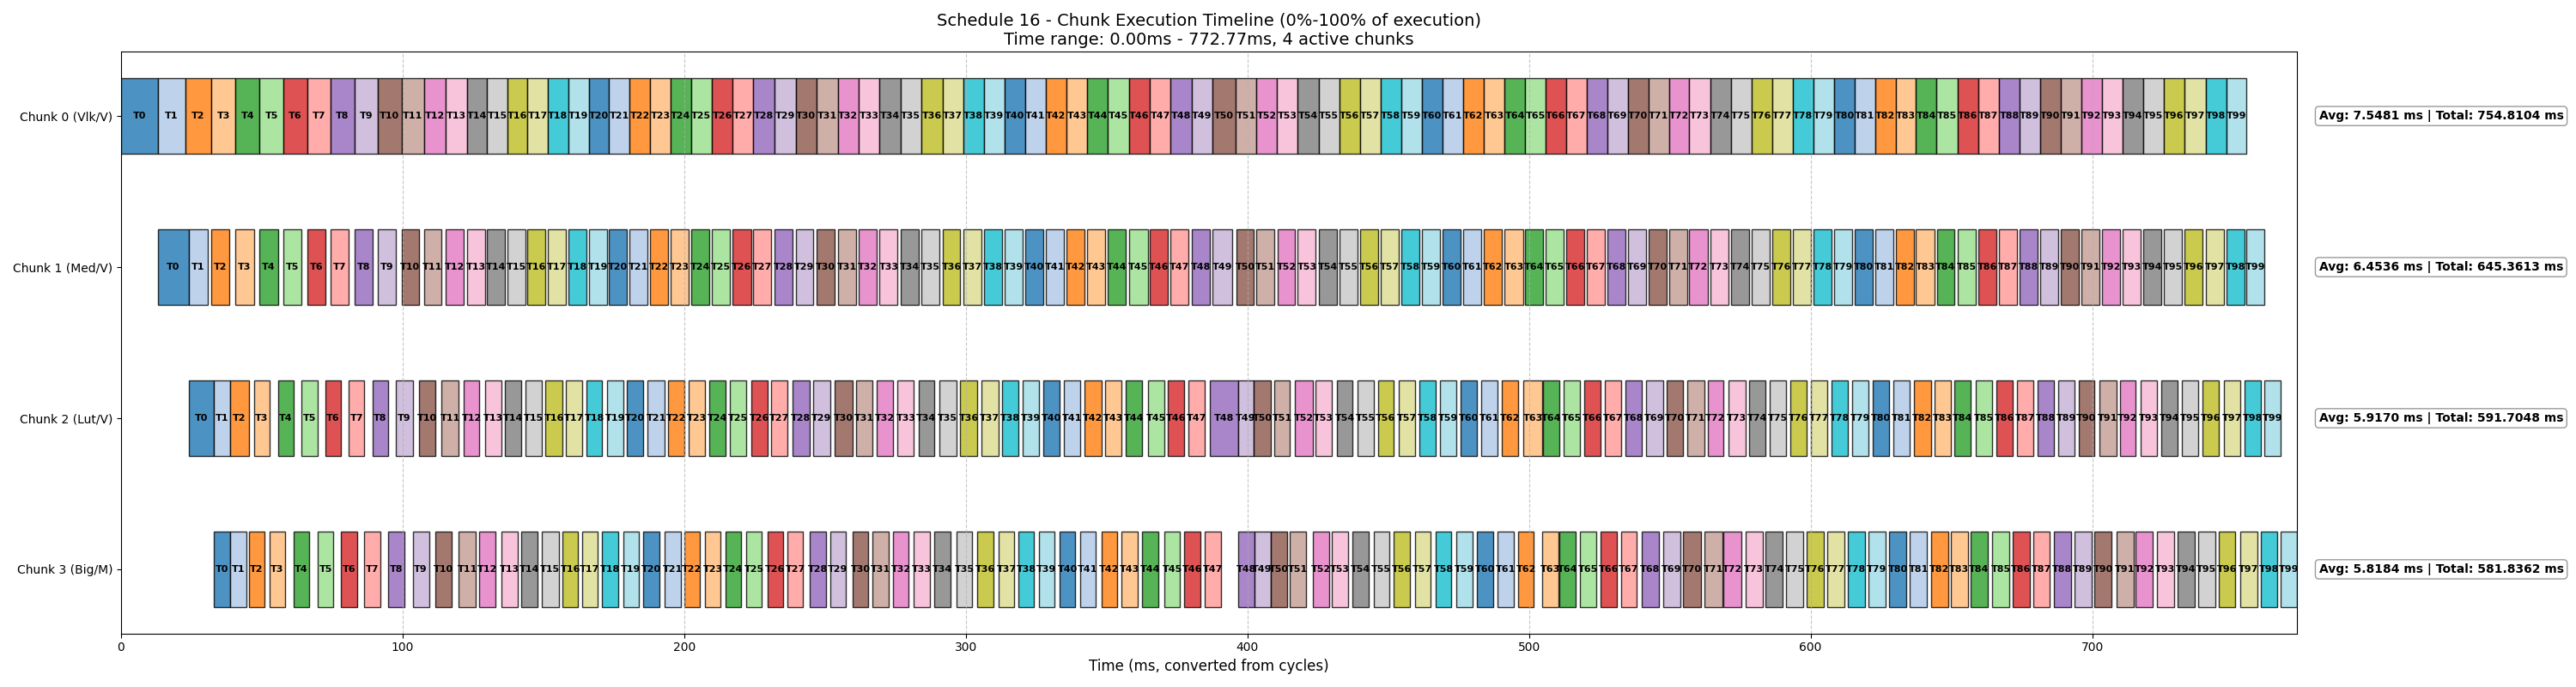 Schedule 16 - Chunk Execution Timeline (0%-100% of execution)
Time range: 0.00ms - 772.77ms, 4 active chunks
Chunk 0 (Vlk/V)
T0 T1 T2 T3 T4 T5 T6 T7 T8 T9 T10 T11 T12 T13 T14 T15 T16 T17 T18 T19 T20 T21 T22 T23 T24 T25 T26 T27 T28 T29 T30 T31 T32 T33 T34 T35 T36 T37 T38 T39 T40 T41 T42 T43 T44 T45 T46 T47 T48 T49 T50 T51 T52 T53 T54 T55 T56 T57 T58 T59 T60 T61 T62 T63 T64 T65 T66 T67 T68 T69 T70 T71 T72 T73 T74 T75 T76 T77 T78 T79 T80 T81 T82 T83 T84 T85 T86 T87 T88 T89 T90 T91 T92 T93 T94 T95 T96 T97 T98 T99
Avg: 7.5481 ms | Total: 754.8104 ms
Chunk 1 (Med/V)
T0 T1 T2 T3 T4 T5 T6 T7 T8 T9 T10 T11 T12 T13 T14 T15 T16 T17 T18 T19 T20 T21 T22 T23 T24 T25 T26 T27 T28 T29 T30 T31 T32 T33 T34 T35 T36 T37 T38 T39 T40 T41 T42 T43 T44 T45 T46 T47 T48 T49 T50 T51 T52 T53 T54 T55 T56 T57 T58 T59 T60 T61 T62 T63 T64 T65 T66 T67 T68 T69 T70 T71 T72 T73 T74 T75 T76 T77 T78 T79 T80 T81 T82 T83 T84 T85 T86 T87 T88 T89 T90 T91 T92 T93 T94 T95 T96 T97 T98 T99
Avg: 6.4536 ms | Total: 645.3613 ms
Chunk 2 (Lut/V)
T0 T1 T2 T3 T4 T5 T6 T7 T8 T9 T10 T11 T12 T13 T14 T15 T16 T17 T18 T19 T20 T21 T22 T23 T24 T25 T26 T27 T28 T29 T30 T31 T32 T33 T34 T35 T36 T37 T38 T39 T40 T41 T42 T43 T44 T45 T46 T47 T48 T49 T50 T51 T52 T53 T54 T55 T56 T57 T58 T59 T60 T61 T62 T63 T64 T65 T66 T67 T68 T69 T70 T71 T72 T73 T74 T75 T76 T77 T78 T79 T80 T81 T82 T83 T84 T85 T86 T87 T88 T89 T90 T91 T92 T93 T94 T95 T96 T97 T98 T99
Avg: 5.9170 ms | Total: 591.7048 ms
Chunk 3 (Big/M)
T0 T1 T2 T3 T4 T5 T6 T7 T8 T9 T10 T11 T12 T13 T14 T15 T16 T17 T18 T19 T20 T21 T22 T23 T24 T25 T26 T27 T28 T29 T30 T31 T32 T33 T34 T35 T36 T37 T38 T39 T40 T41 T42 T43 T44 T45 T46 T47 T48 T49 T50 T51 T52 T53 T54 T55 T56 T57 T58 T59 T60 T61 T62 T63 T64 T65 T66 T67 T68 T69 T70 T71 T72 T73 T74 T75 T76 T77 T78 T79 T80 T81 T82 T83 T84 T85 T86 T87 T88 T89 T90 T91 T92 T93 T94 T95 T96 T97 T98 T99
Avg: 5.8184 ms | Total: 581.8362 ms
0 100 200 300 400 500 600 700
Time (ms, converted from cycles)